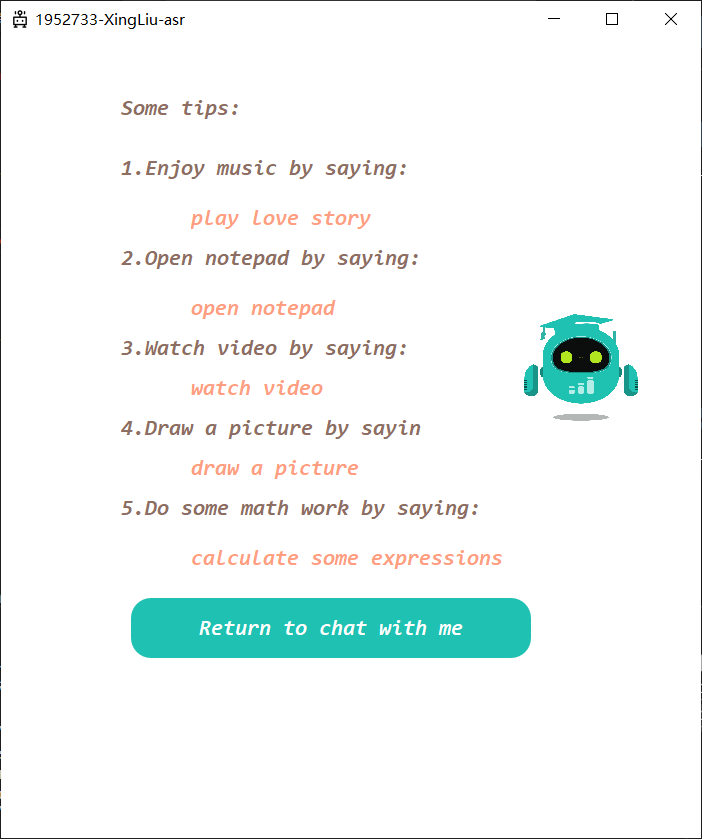 1952733-XingLiu-asr
Some tips:
1.Enjoy music by saying:
play love story
2.Open notepad by saying:
open notepad
3.Watch video by saying:
watch video
4.Draw a picture by sayin
draw a picture
5.Do some math work by saying:
calculate some expressions
Return to chat with me